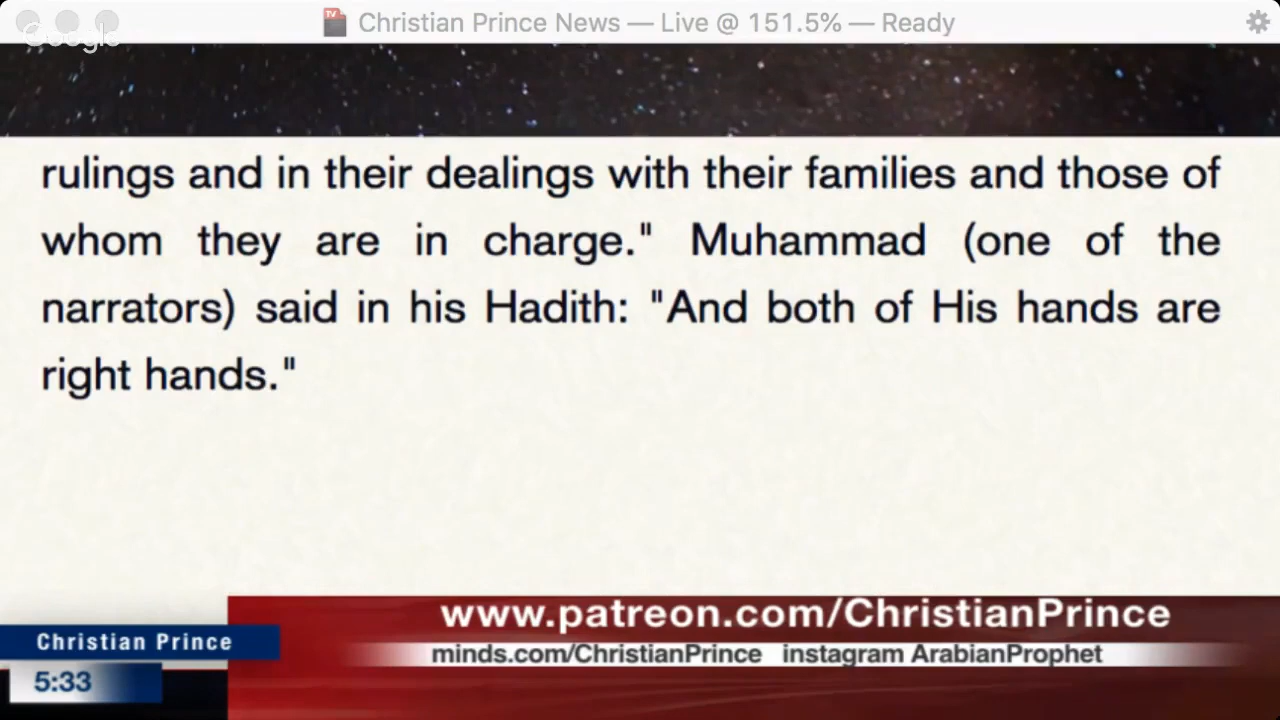 Christian Prince News — Live @ 151.5% — Ready
Google
rulings and in their dealings with their families and those of
whom they are in charge." Muhammad (one of the
narrators) said in his Hadith: "And both of His hands are
right hands."
www.patreon.com/ChristianPrince
Christian Prince
minds.com/ChristianPrince instagram ArabianProphet
5:33